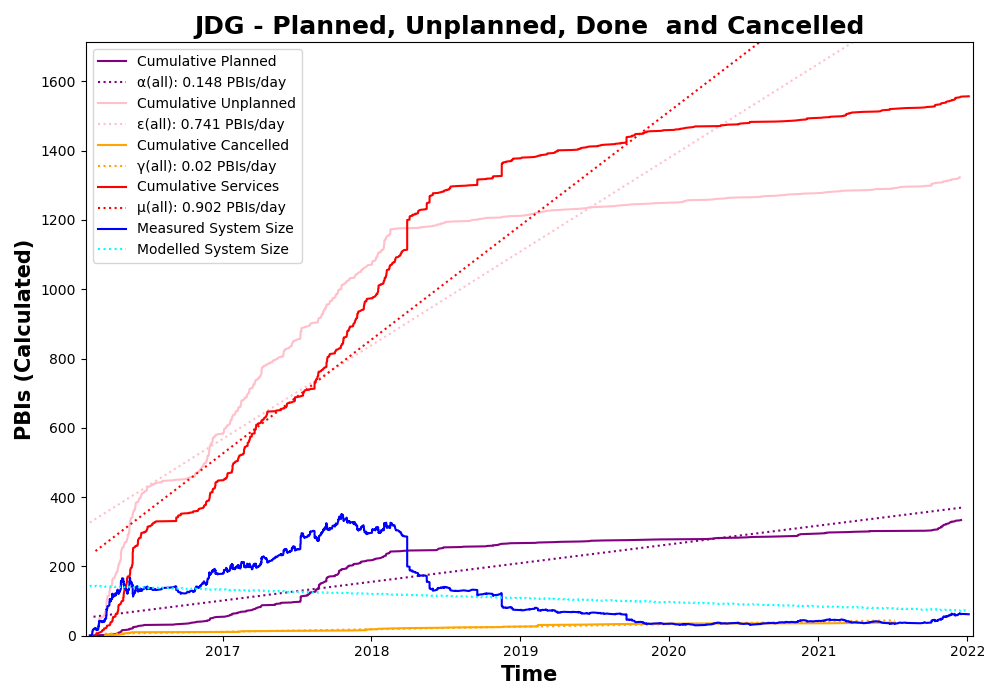 JDG - Planned, Unplanned, Done  and Cancelled
Cumulative Planned
α(all): 0.148 PBIs/day
Cumulative Unplanned
ε(all): 0.741 PBIs/day
Cumulative Cancelled
γ(all): 0.02 PBIs/day
Cumulative Services
μ(all): 0.902 PBIs/day
Measured System Size
Modelled System Size
PBIs (Calculated)
1600
1400
1200
1000
800
600
400
200
0
2017
2018
2019
2020
2021
2022
Time